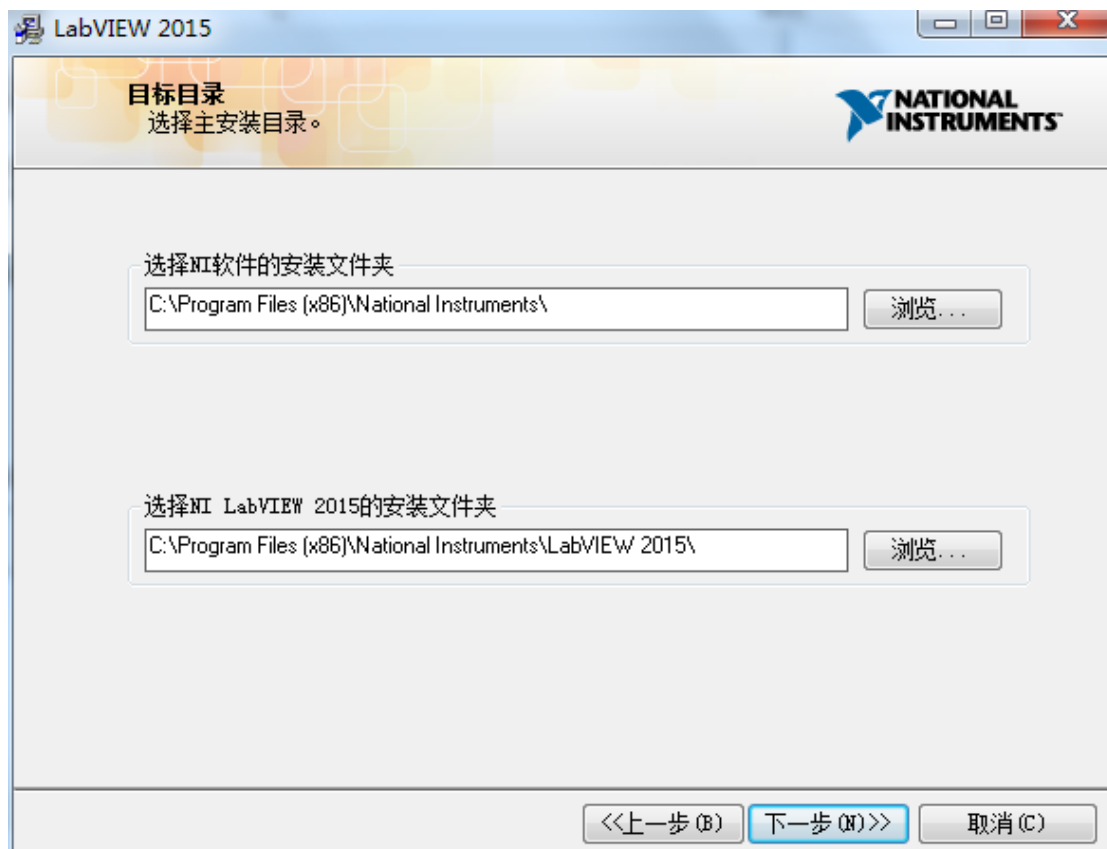 LabVIEW 2015
目标目录
选择主安装目录。
NATIONAL
INSTRUMENTS™
选择NI软件的安装文件夹
C:\Program Files (x86)\National Instruments\
浏览...
选择NI LabVIEW 2015的安装文件夹
C:\Program Files (x86)\National Instruments\LabVIEW 2015\
浏览...
<<上一步(B) 下一步(N)>> 取消(C)